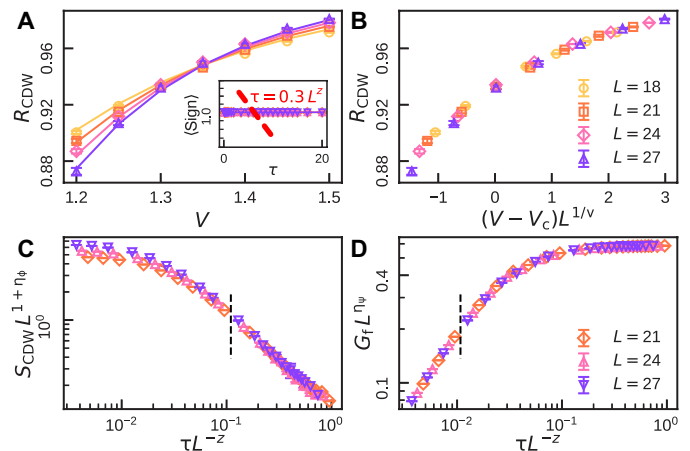 A
R_CDW
0.96
0.92
0.88
1.2 1.3 1.4 1.5
V
⟨Sign⟩
1.0
τ = 0.3 L^z
0 20
τ
B
R_CDW
0.96
0.92
0.88
−1 0 1 2 3
(V − V_c)L^{1/ν}
L = 18
L = 21
L = 24
L = 27
C
S_CDW L^{1+η_ϕ}
10^0
10^{−2} 10^{−1} 10^0
τL^{−z}
D
G_f L^{η_ψ}
0.4
0.1
10^{−2} 10^{−1} 10^0
τL^{−z}
L = 21
L = 24
L = 27